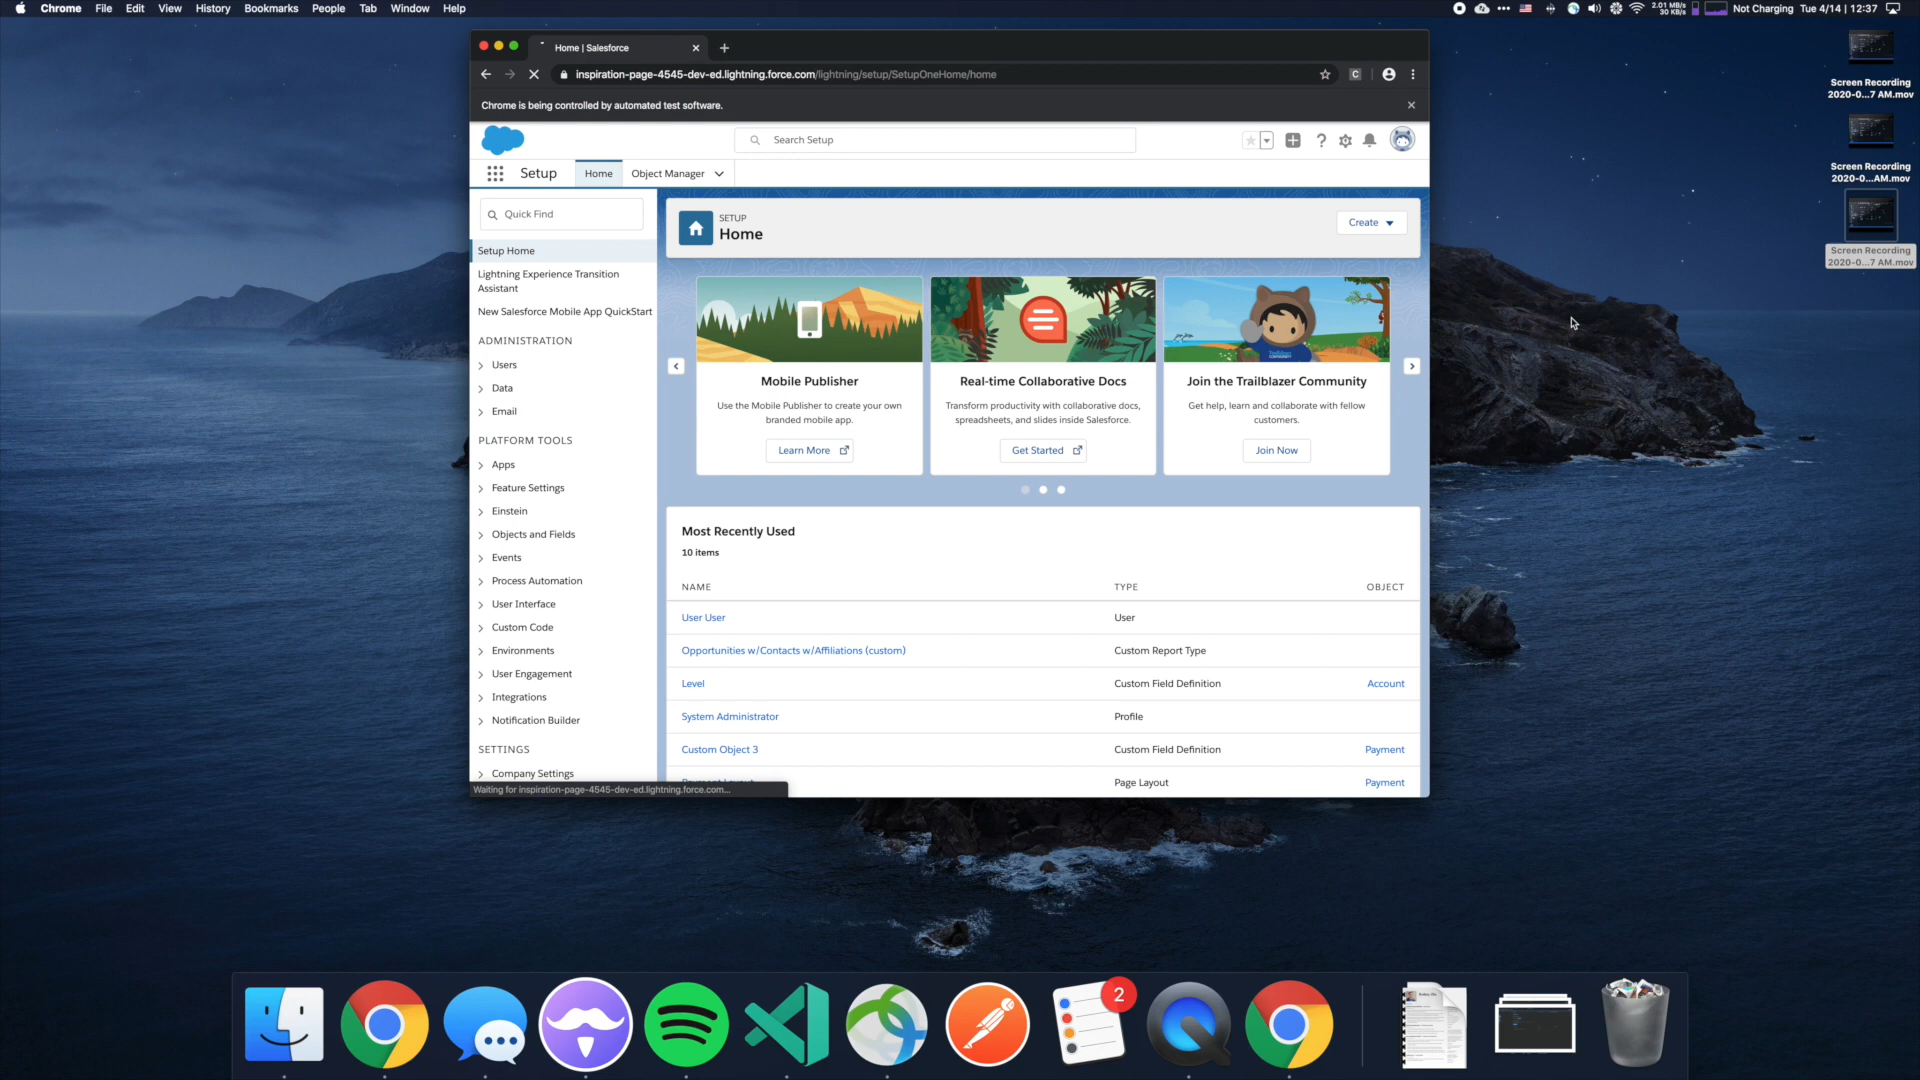 Chrome File Edit View History Bookmarks People Tab Window Help
2.01 MB/s
30 KB/s
Not Charging Tue 4/14 | 12:37
Home | Salesforce
inspiration-page-4545-dev-ed.lightning.force.com/lightning/setup/SetupOneHome/home
C
Chrome is being controlled by automated test software.
Search Setup
Setup Home Object Manager
Quick Find
Setup Home
Lightning Experience Transition
Assistant
New Salesforce Mobile App QuickStart
ADMINISTRATION
Users
Data
Email
PLATFORM TOOLS
Apps
Feature Settings
Einstein
Objects and Fields
Events
Process Automation
User Interface
Custom Code
Environments
User Engagement
Integrations
Notification Builder
SETTINGS
Company Settings
Waiting for inspiration-page-4545-dev-ed.lightning.force.com...
SETUP
Home
Create
Mobile Publisher
Use the Mobile Publisher to create your own
branded mobile app.
Learn More
Real-time Collaborative Docs
Transform productivity with collaborative docs,
spreadsheets, and slides inside Salesforce.
Get Started
Join the Trailblazer Community
Get help, learn and collaborate with fellow
customers.
Join Now
Most Recently Used
10 items
NAME TYPE OBJECT
User User User
Opportunities w/Contacts w/Affiliations (custom) Custom Report Type
Level Custom Field Definition Account
System Administrator Profile
Custom Object 3 Custom Field Definition Payment
Page Layout Payment
Screen Recording
2020-0...7 AM.mov
Screen Recording
2020-0...AM.mov
Screen Recording
2020-0...7 AM.mov
2